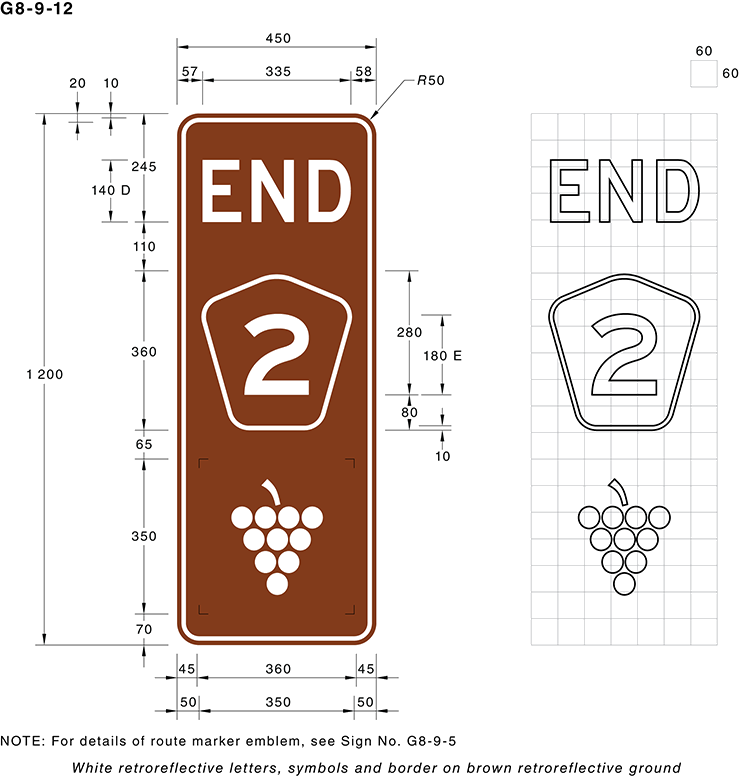 G8-9-12
450
60
57 335 58
60
20 10
R50
245
END
140 D
110
360
2
280
1 200
180 E
80
65
10
350
70
45 360 45
50 350 50
NOTE: For details of route marker emblem, see Sign No. G8-9-5
White retroreflective letters, symbols and border on brown retroreflective ground
END
2